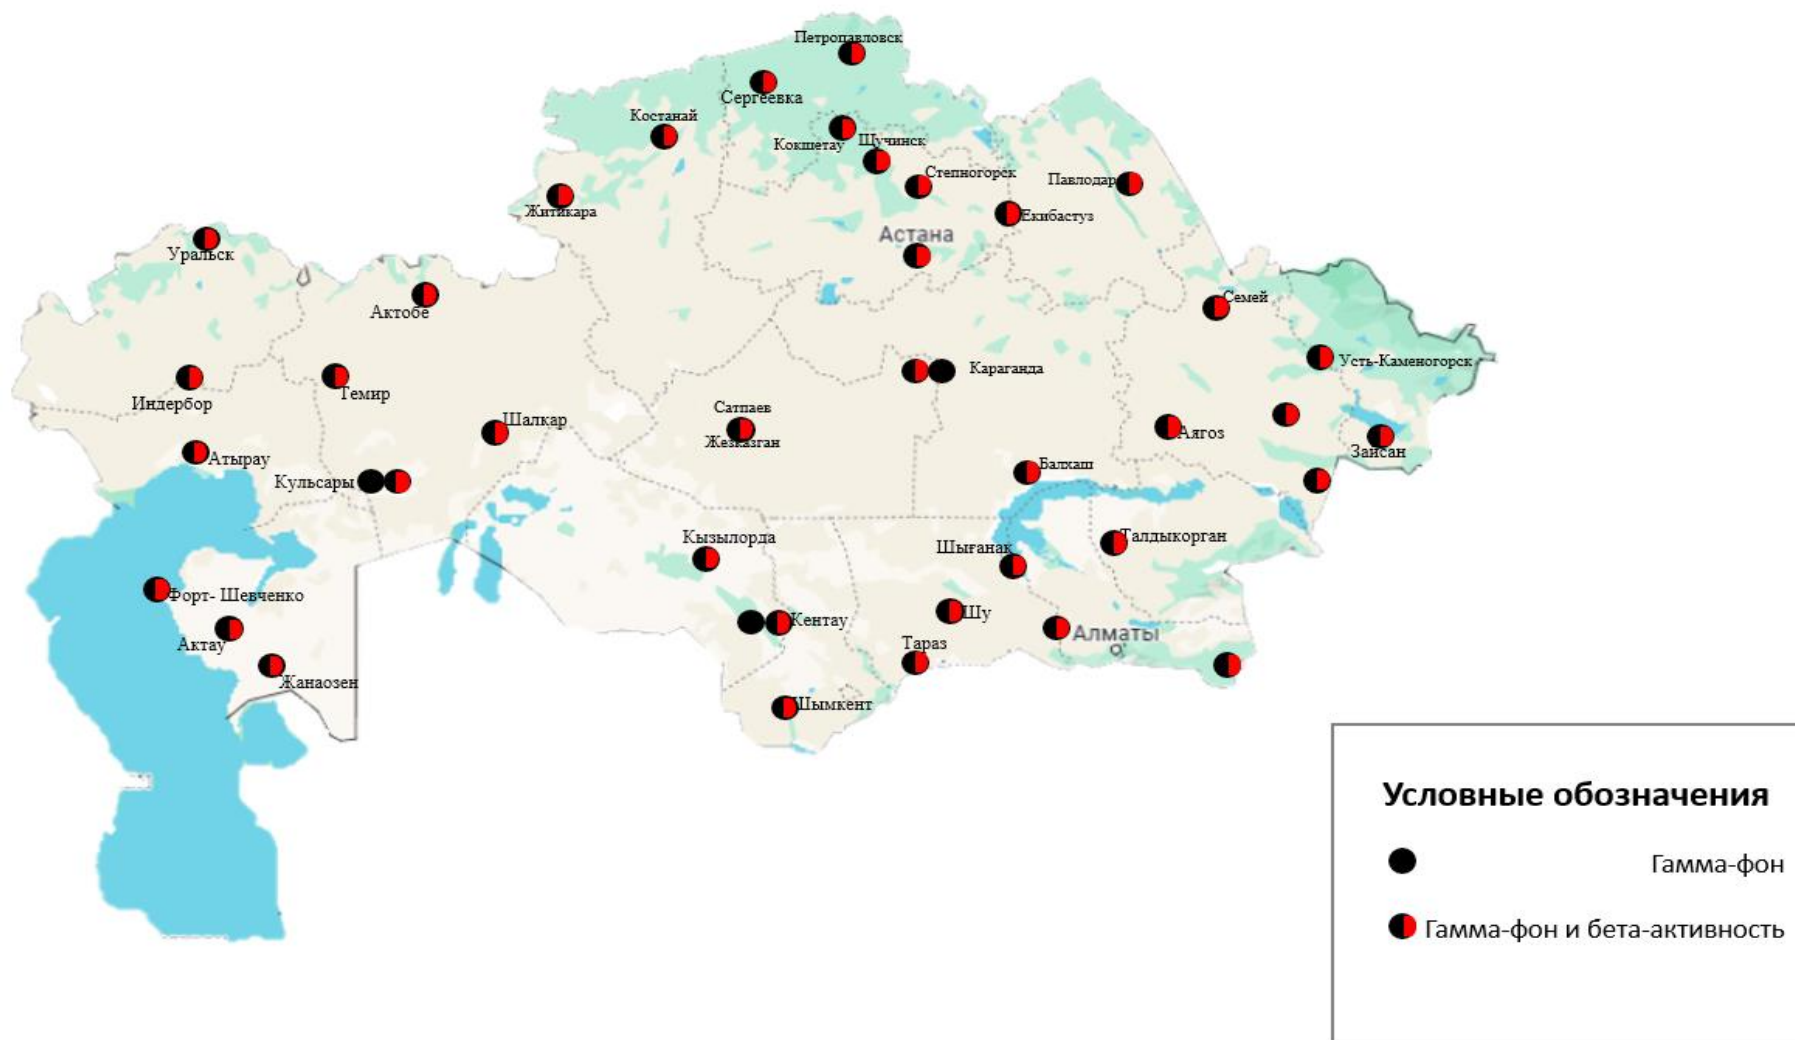 Петропавловск
Сергеевка
Костанай
Кокшетау
Щучинск
Степногорск
Павлодар
Житикара
Екибастуз
Астана
Уральск
Семей
Актобе
Усть-Каменогорск
Караганда
Темир
Индербор
Сатпаев
Шалкар
Аягоз
Жезказган
Заисан
Атырау
Балхаш
Кульсары
Талдыкорган
Кызылорда
Шығанак
Форт- Шевченко
Шу
Кентау
Алматы
Актау
Тараз
Жанаозен
Шымкент
Условные обозначения
Гамма-фон
Гамма-фон и бета-активность